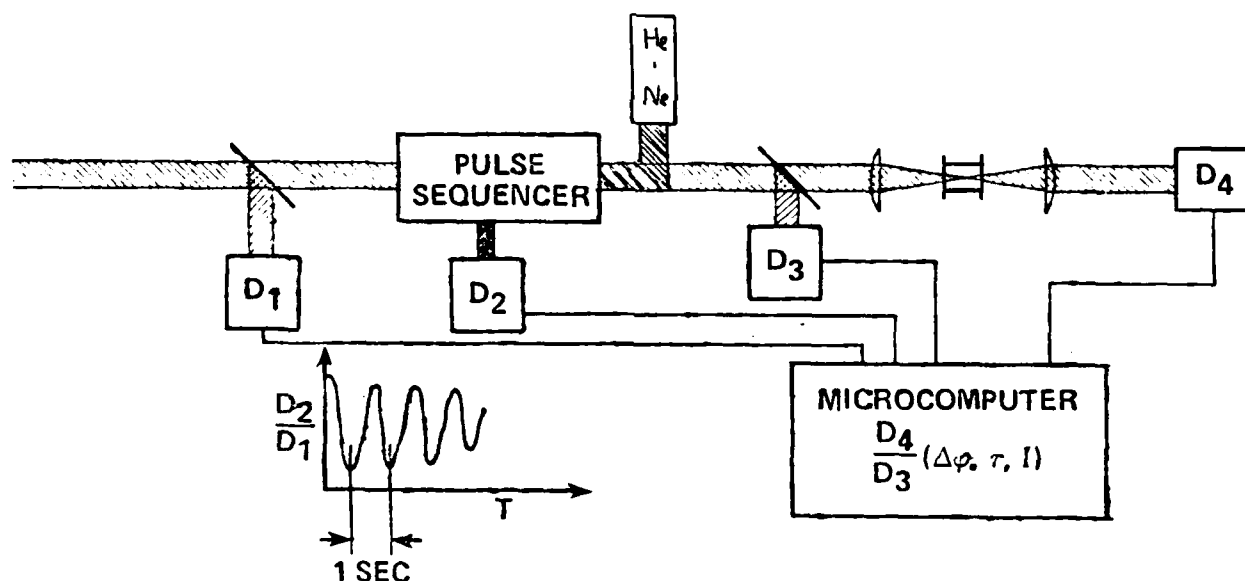 He
-
Ne
PULSE
SEQUENCER
D4
D1
D2
D3
D2
D1
T
1 SEC
MICROCOMPUTER
D4
D3
(Δφ. τ, I)